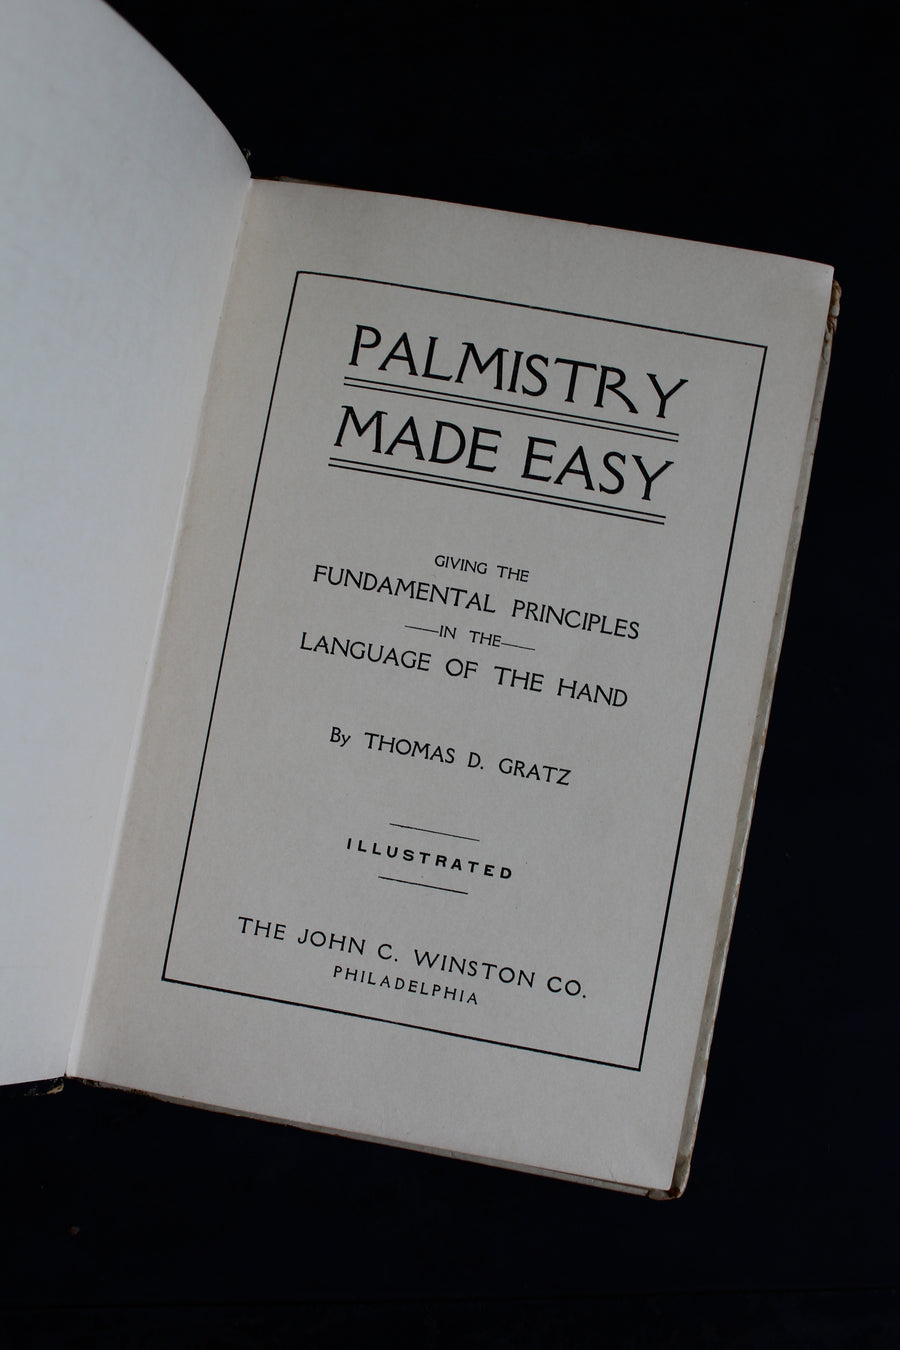 PALMISTRY
MADE EASY
GIVING THE
FUNDAMENTAL PRINCIPLES
—IN THE—
LANGUAGE OF THE HAND
By THOMAS D. GRATZ
ILLUSTRATED
THE JOHN C. WINSTON CO.
PHILADELPHIA